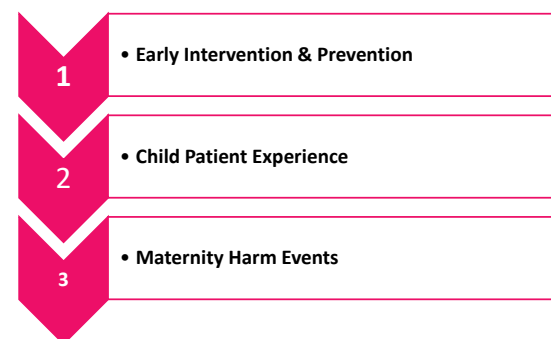 1
• Early Intervention & Prevention
2
• Child Patient Experience
3
• Maternity Harm Events